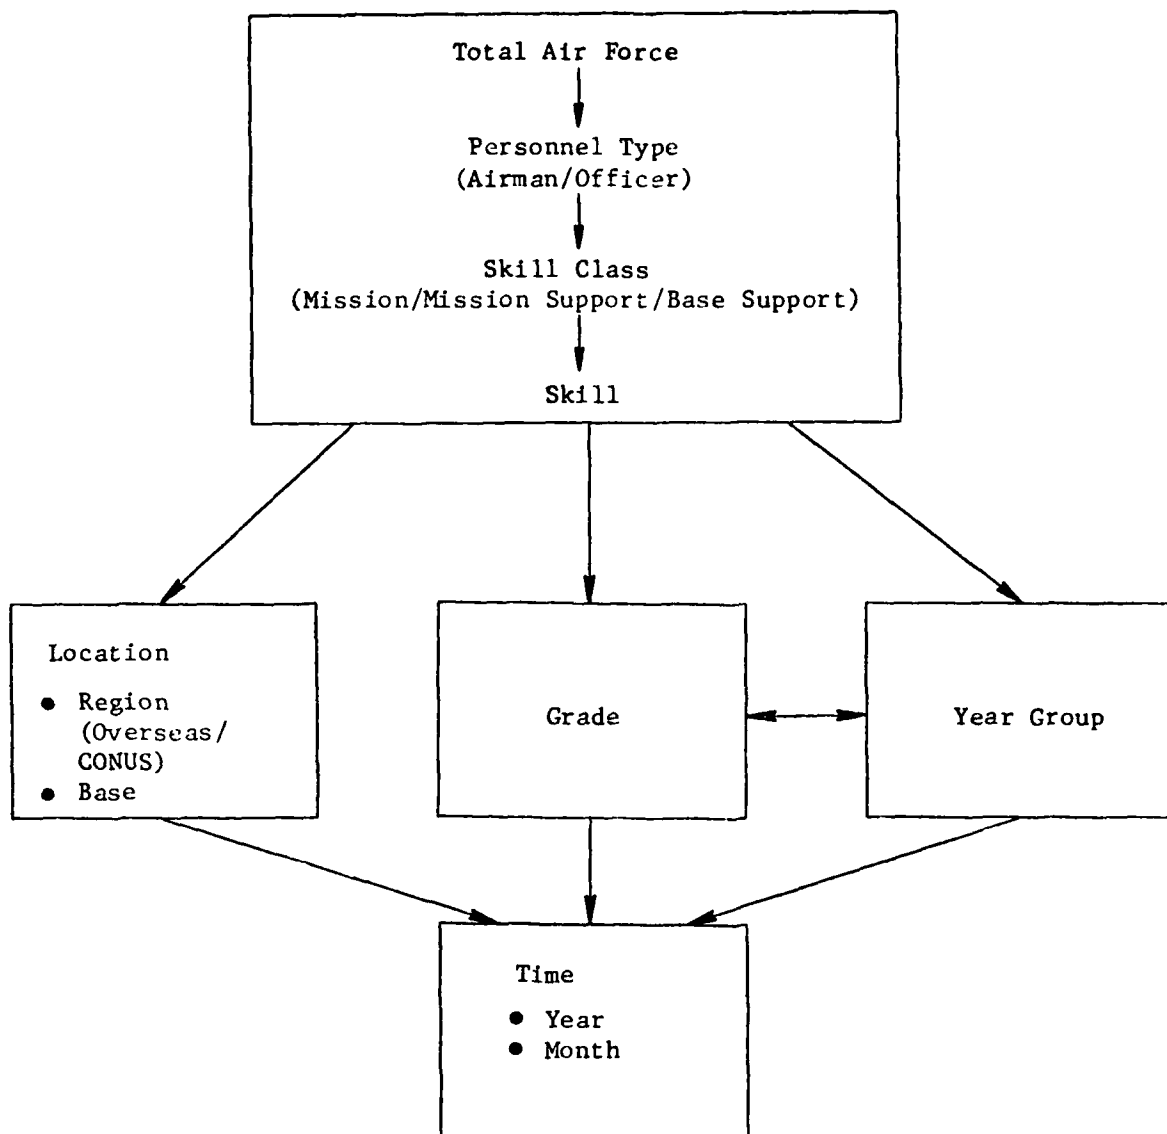 Total Air Force
Personnel Type
(Airman/Officer)
Skill Class
(Mission/Mission Support/Base Support)
Skill
Location
● Region
(Overseas/
CONUS)
● Base
Grade
Year Group
Time
● Year
● Month